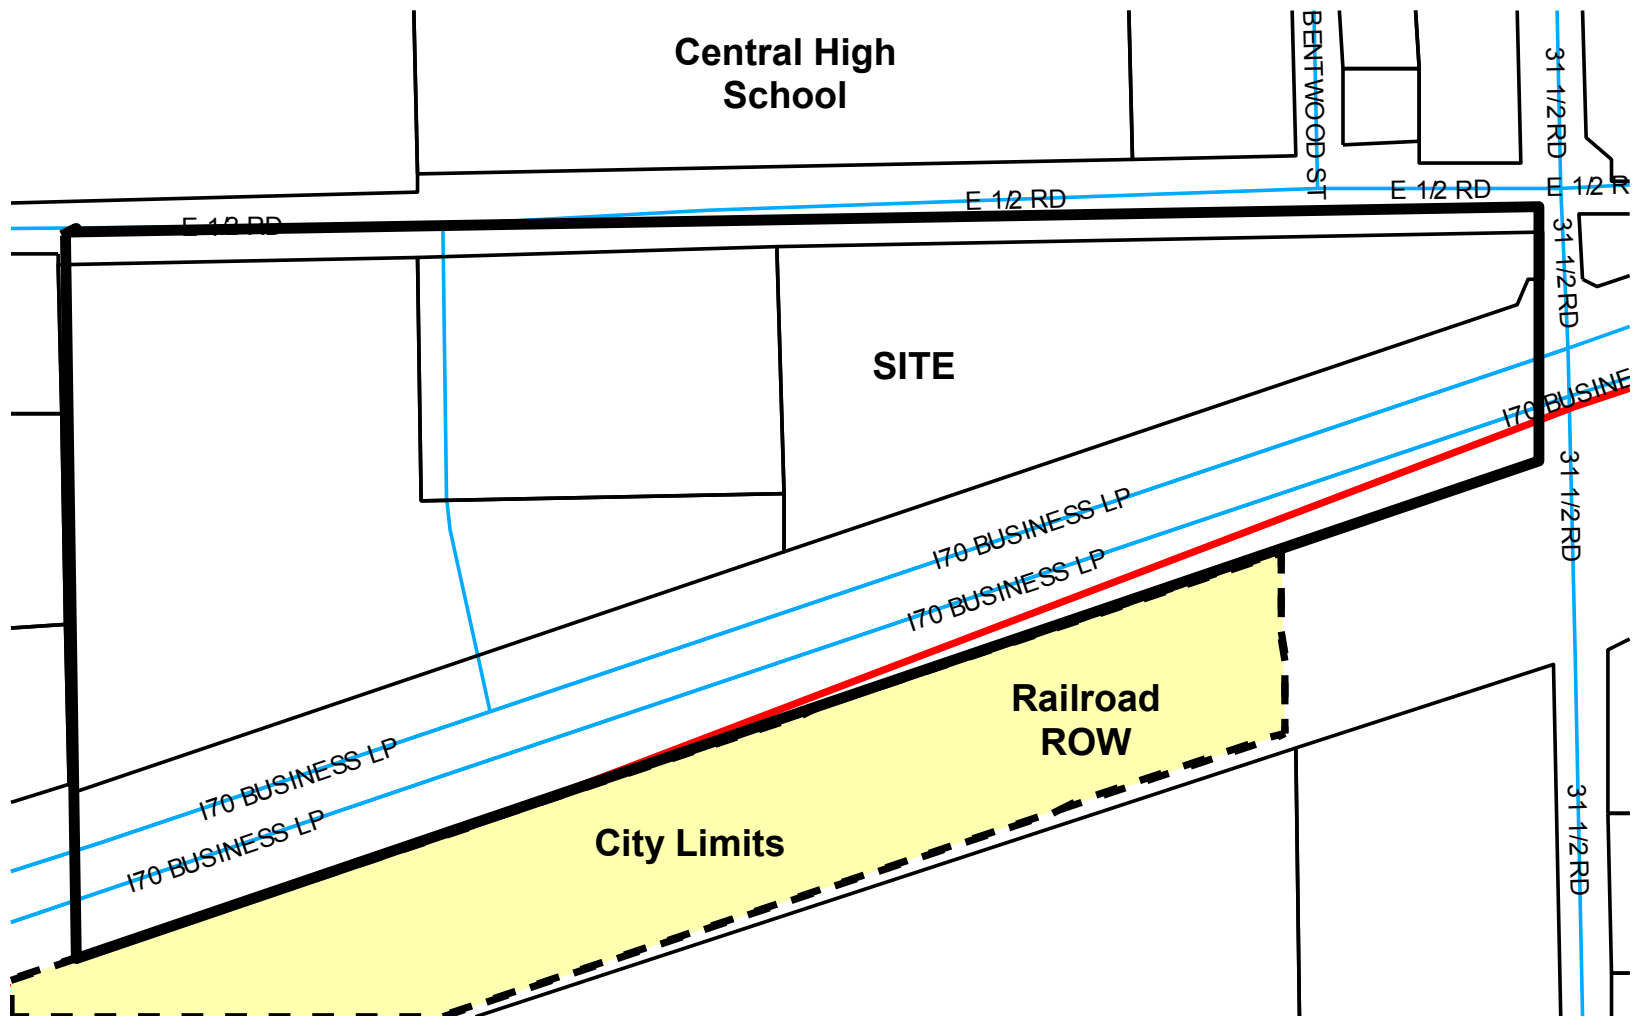 Central High
School
BENTWOOD ST
31 1/2 RD
E 1/2 RD
E 1/2 RD
E 1/2 RD
E 1/2 R
31 1/2 RD
SITE
I70 BUSINE
31 1/2 RD
I70 BUSINESS LP
I70 BUSINESS LP
Railroad
ROW
I70 BUSINESS LP
I70 BUSINESS LP
City Limits
31 1/2 RD